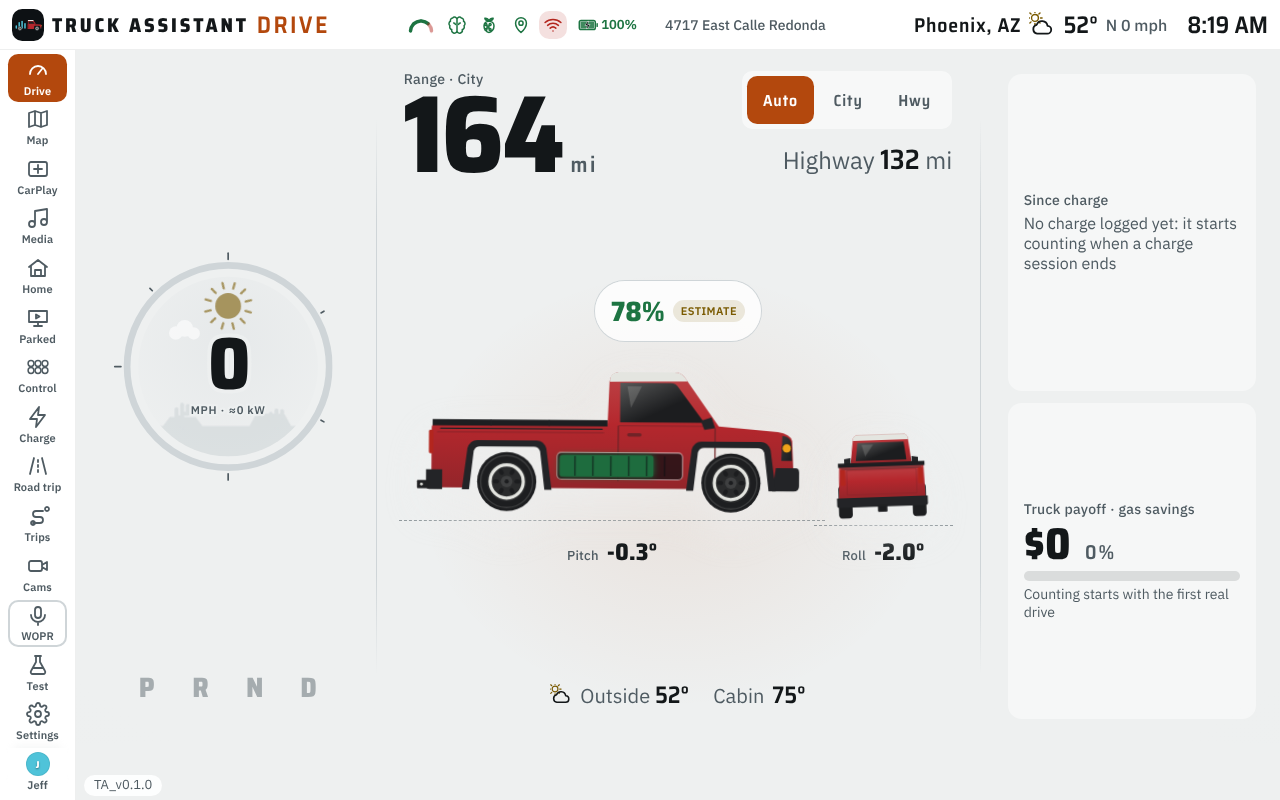 TRUCK ASSISTANT DRIVE
100%
4717 East Calle Redonda
Phoenix, AZ 52° N 0 mph 8:19 AM
Drive
Map
CarPlay
Media
Home
Parked
Control
Charge
Road trip
Trips
Cams
WOPR
Test
Settings
J
Jeff
0
MPH · ≈0 kW
P R N D
TA_v0.1.0
Range · City
164 mi
Auto City Hwy
Highway 132 mi
78% ESTIMATE
Pitch -0.3°
Roll -2.0°
Outside 52° Cabin 75°
Since charge
No charge logged yet: it starts
counting when a charge
session ends
Truck payoff · gas savings
$0 0%
Counting starts with the first real
drive